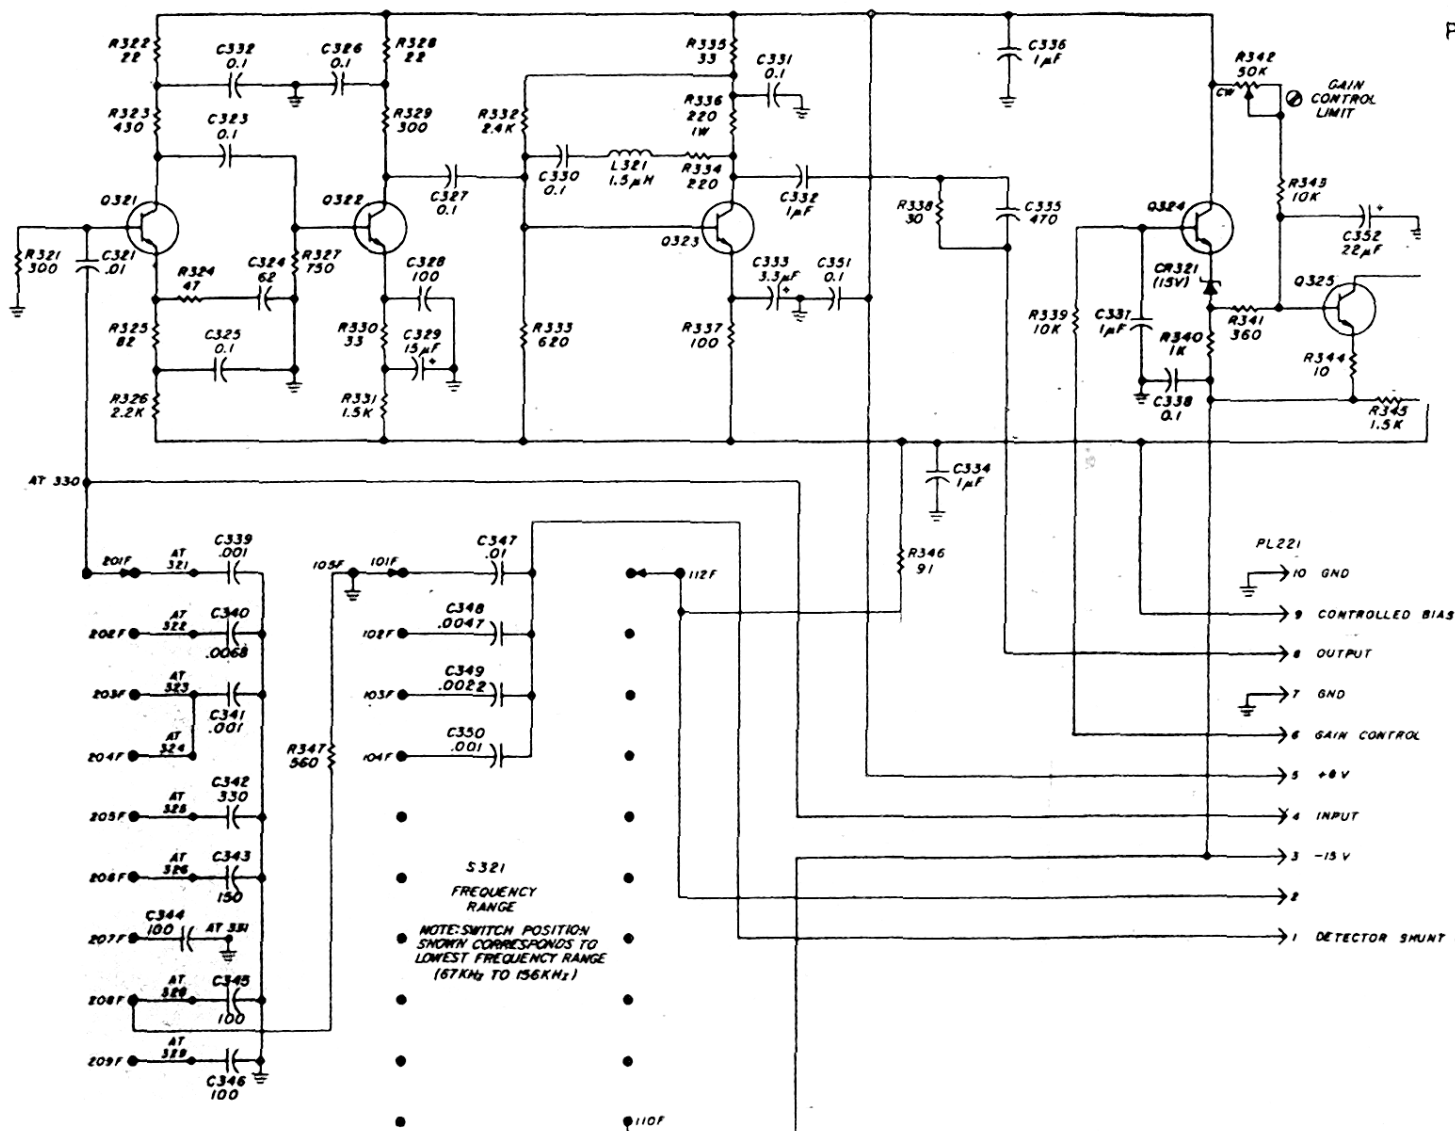 P
R322
22
C332
0.1
C326
0.1
R328
22
R335
33
C331
0.1
C336
1µF
R342
50K
CW
GAIN
CONTROL
LIMIT
R323
430
C323
0.1
R329
300
R332
2.4K
R336
220
1W
C330
0.1
L321
1.5µH
R334
220
C327
0.1
C332
1µF
R338
30
C335
470
R343
10K
C352
22µF
+
Q321
Q322
Q323
Q324
Q325
R321
300
C321
.01
R324
47
C324
62
R327
750
C328
100
C333
3.3µF
+
C351
0.1
CR321
(15V)
R325
82
C325
0.1
R330
33
C329
15µF
+
R333
620
R337
100
R339
10K
C337
1µF
R340
1K
R341
360
R344
10
R326
2.2K
R331
1.5K
C338
0.1
R345
1.5K
AT 330
C334
1µF
R346
91
201F
AT
321
C339
.001
105F
101F
C347
.01
112F
PL221
10 GND
202F
AT
322
C340
.0068
102F
C348
.0047
9 CONTROLLED BIAS
8 OUTPUT
203F
AT
323
C341
.001
103F
C349
.0022
7 GND
204F
AT
324
R347
560
104F
C350
.001
6 GAIN CONTROL
5 +8V
205F
AT
325
C342
330
4 INPUT
206F
AT
326
C343
150
S321
FREQUENCY
RANGE
3 -15V
2
207F
C344
100
AT 331
NOTE: SWITCH POSITION
SHOWN CORRESPONDS TO
LOWEST FREQUENCY RANGE
(67KHz TO 156KHz)
1 DETECTOR SHUNT
208F
AT
328
C345
100
209F
AT
329
C346
100
110F